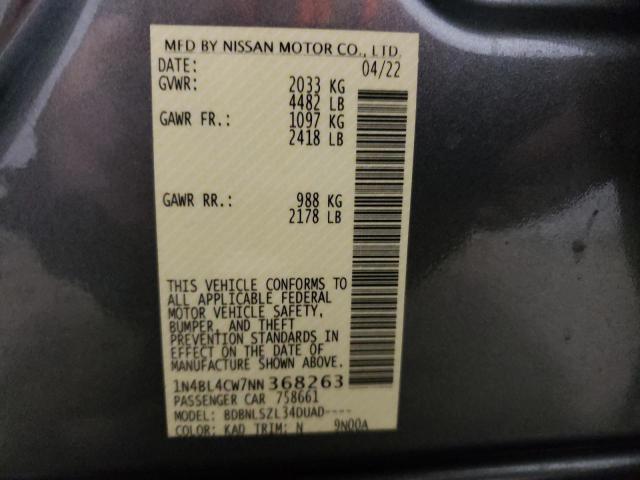 MFD BY NISSAN MOTOR CO., LTD.
DATE: 04/22
GVWR: 2033 KG
4482 LB
GAWR FR.: 1097 KG
2418 LB
GAWR RR.: 988 KG
2178 LB
THIS VEHICLE CONFORMS TO
ALL APPLICABLE FEDERAL
MOTOR VEHICLE SAFETY,
BUMPER, AND THEFT
PREVENTION STANDARDS IN
EFFECT ON THE DATE OF
MANUFACTURE SHOWN ABOVE.
1N4BL4CW7NN368263
PASSENGER CAR 758661
MODEL: BDBNLSZL34DUAD----
COLOR: KAD TRIM: N 9N00A